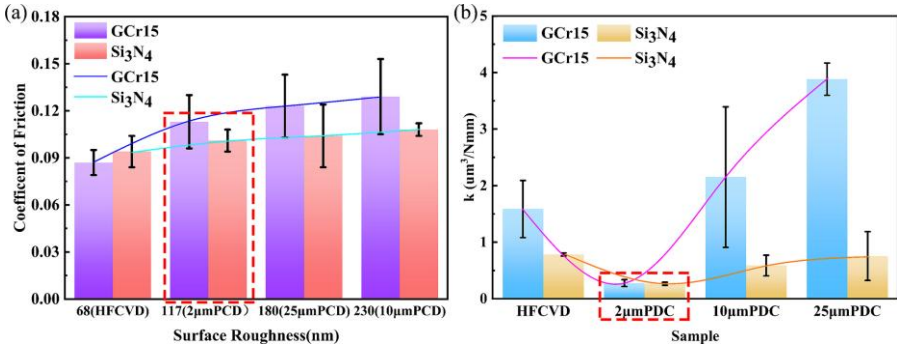 (a)
GCr15
Si3N4
GCr15
Si3N4
Coefficent of Friction
0.18
0.15
0.12
0.09
0.06
0.03
0.00
68(HFCVD) 117(2μmPCD) 180(25μmPCD) 230(10μmPCD)
Surface Roughness(nm)
(b)
GCr15 Si3N4
GCr15 Si3N4
k (um³/Nmm)
5
4
3
2
1
0
HFCVD 2μmPDC 10μmPDC 25μmPDC
Sample